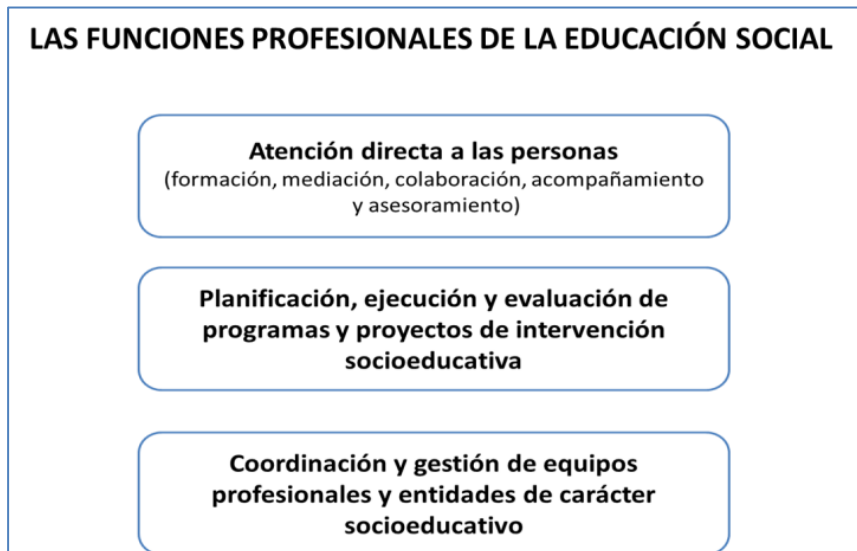 LAS FUNCIONES PROFESIONALES DE LA EDUCACIÓN SOCIAL
Atención directa a las personas
(formación, mediación, colaboración, acompañamiento
y asesoramiento)
Planificación, ejecución y evaluación de
programas y proyectos de intervención
socioeducativa
Coordinación y gestión de equipos
profesionales y entidades de carácter
socioeducativo